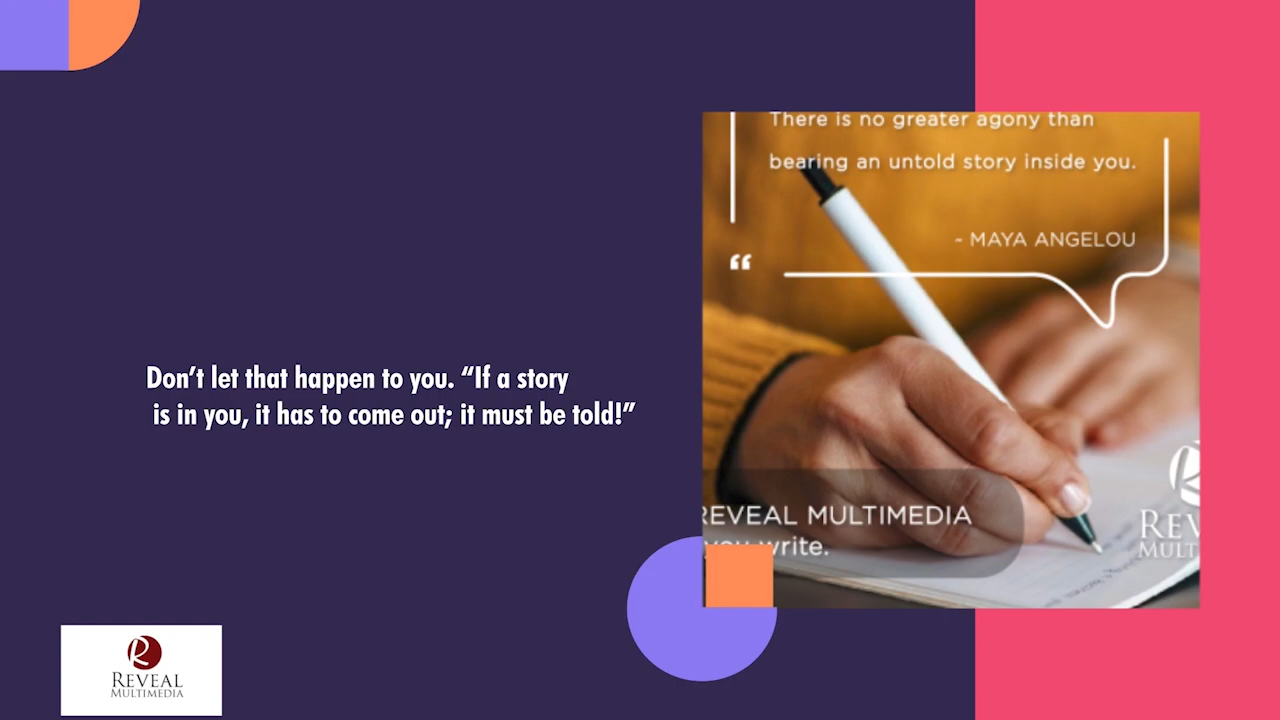 There is no greater agony than
bearing an untold story inside you.
~ MAYA ANGELOU
“
Don’t let that happen to you. “If a story
is in you, it has to come out; it must be told!”
REVEAL MULTIMEDIA
you write.
REV
MULT
R
REVEAL
MULTIMEDIA